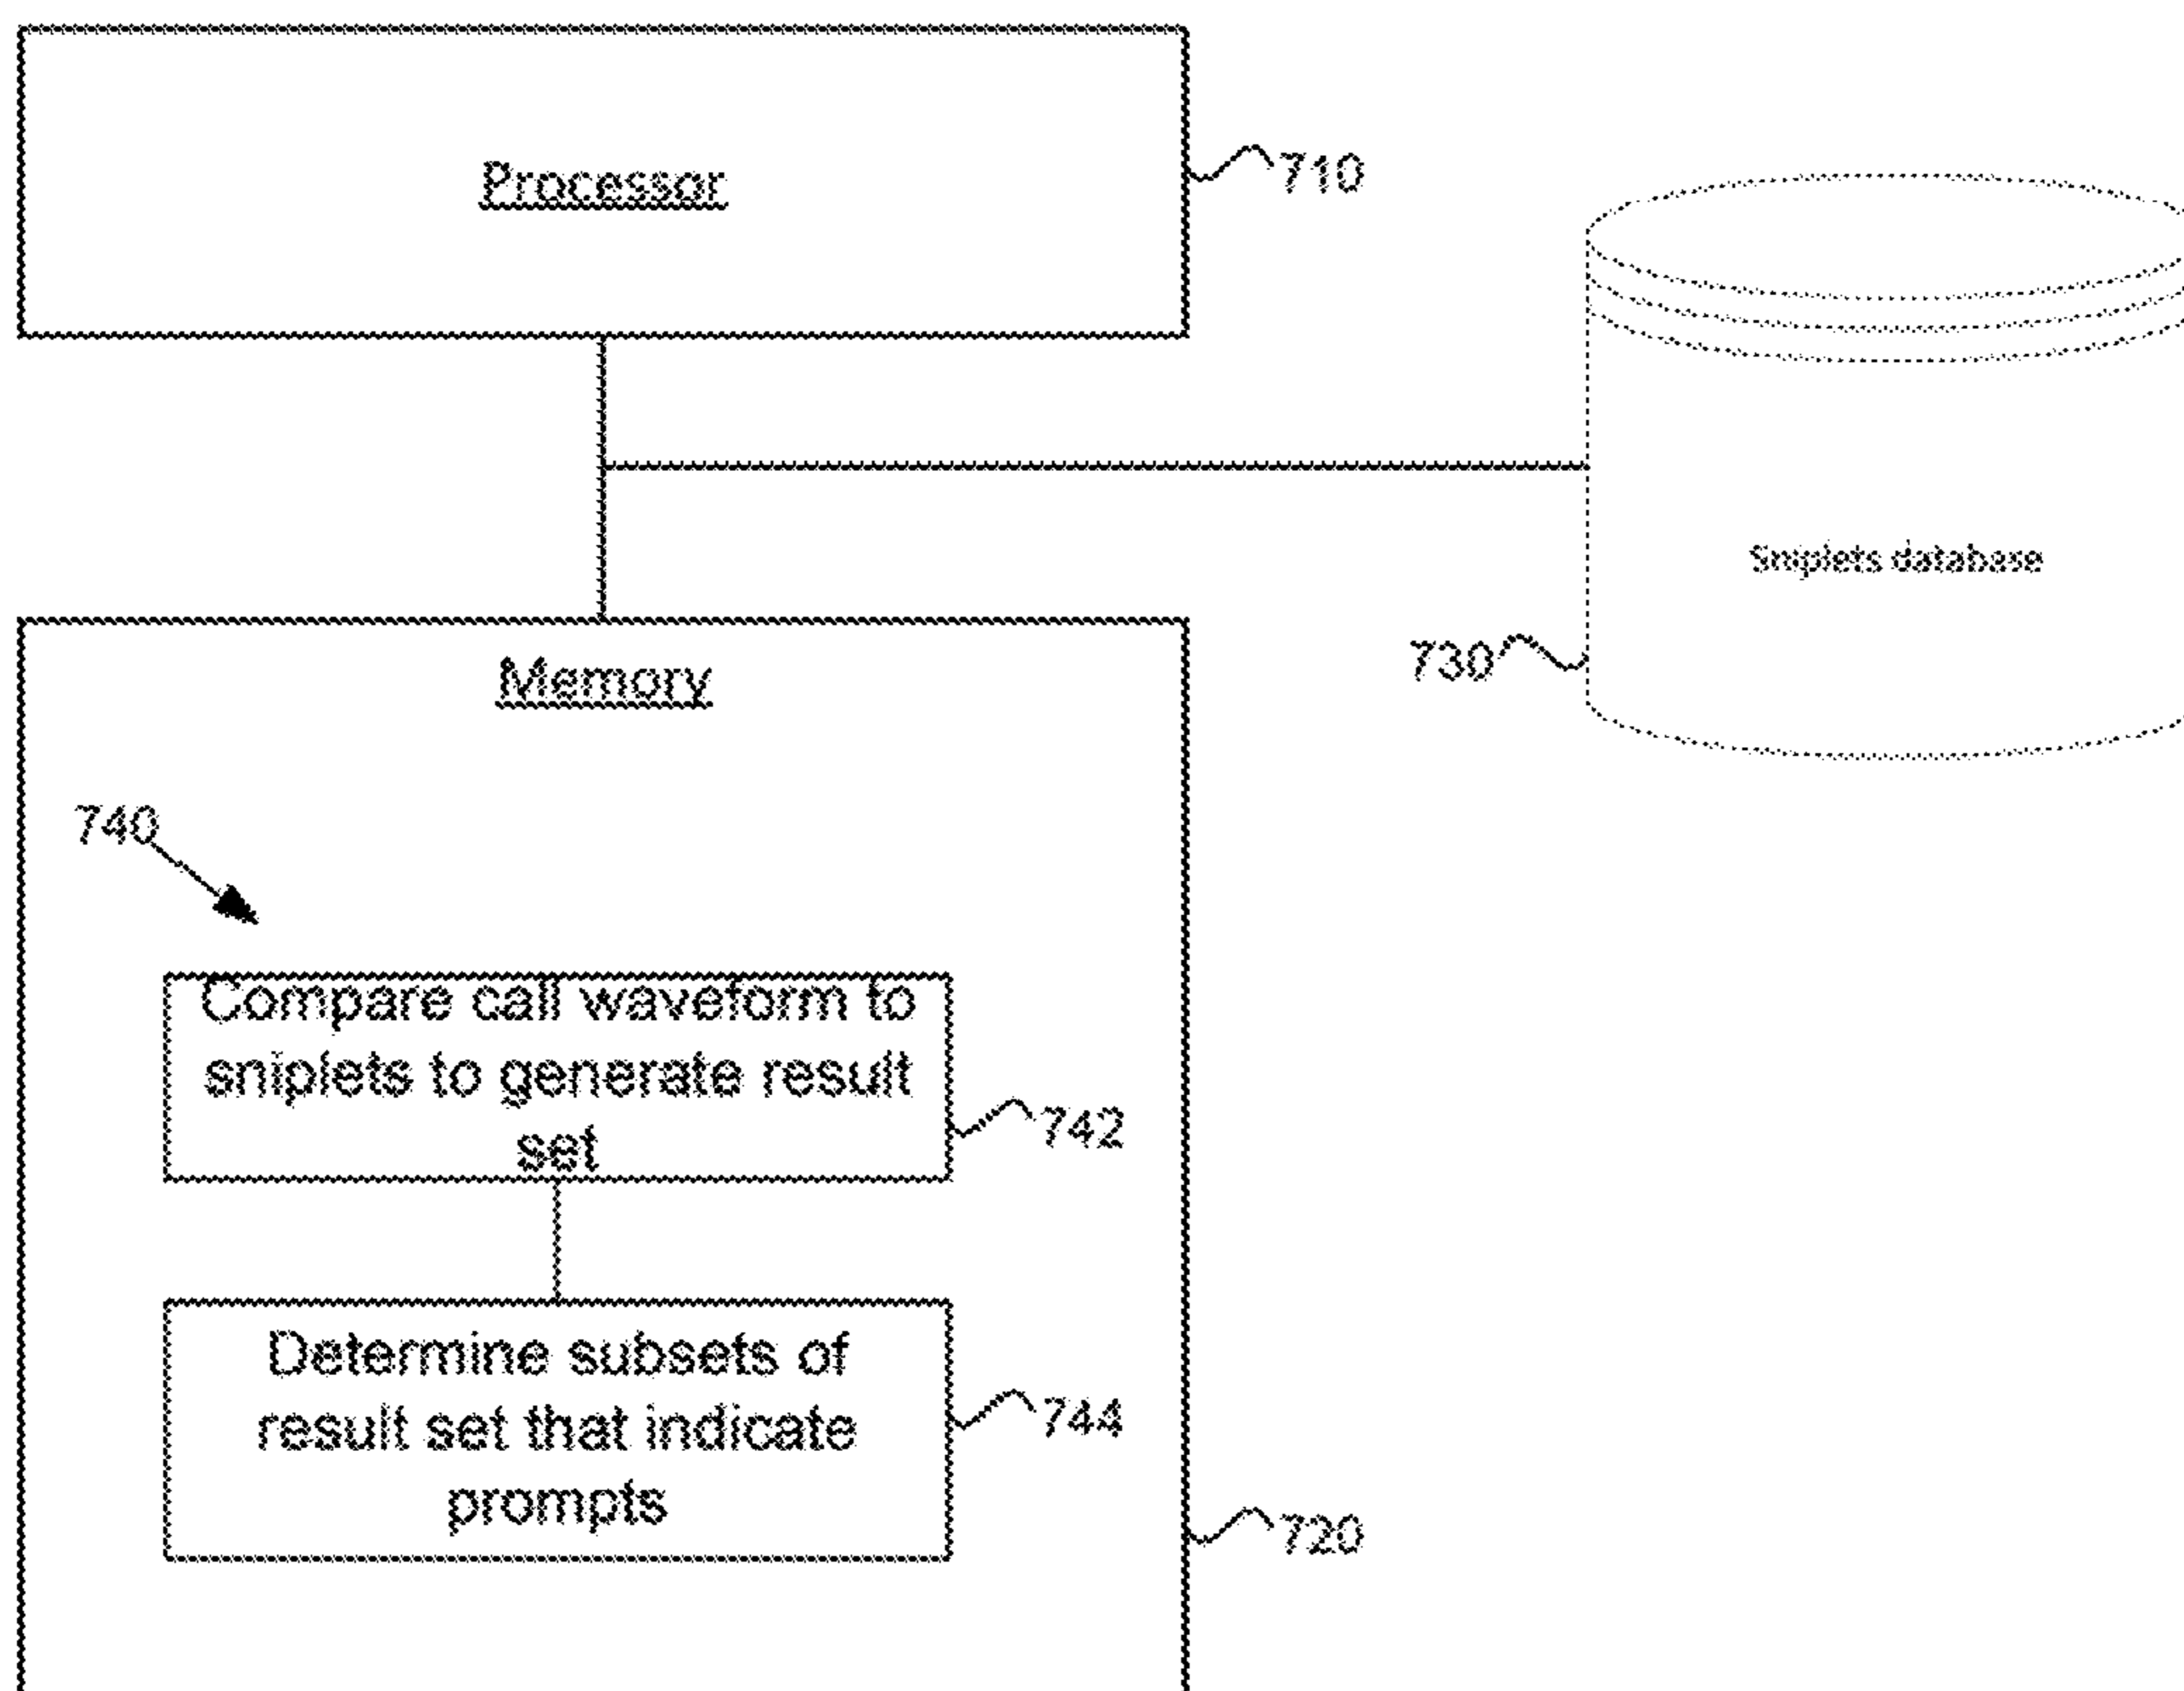 Processor
710
Sniplets database
730
Memory
740
Compare call waveform to
sniplets to generate result
set
742
Determine subsets of
result set that indicate
prompts
744
720